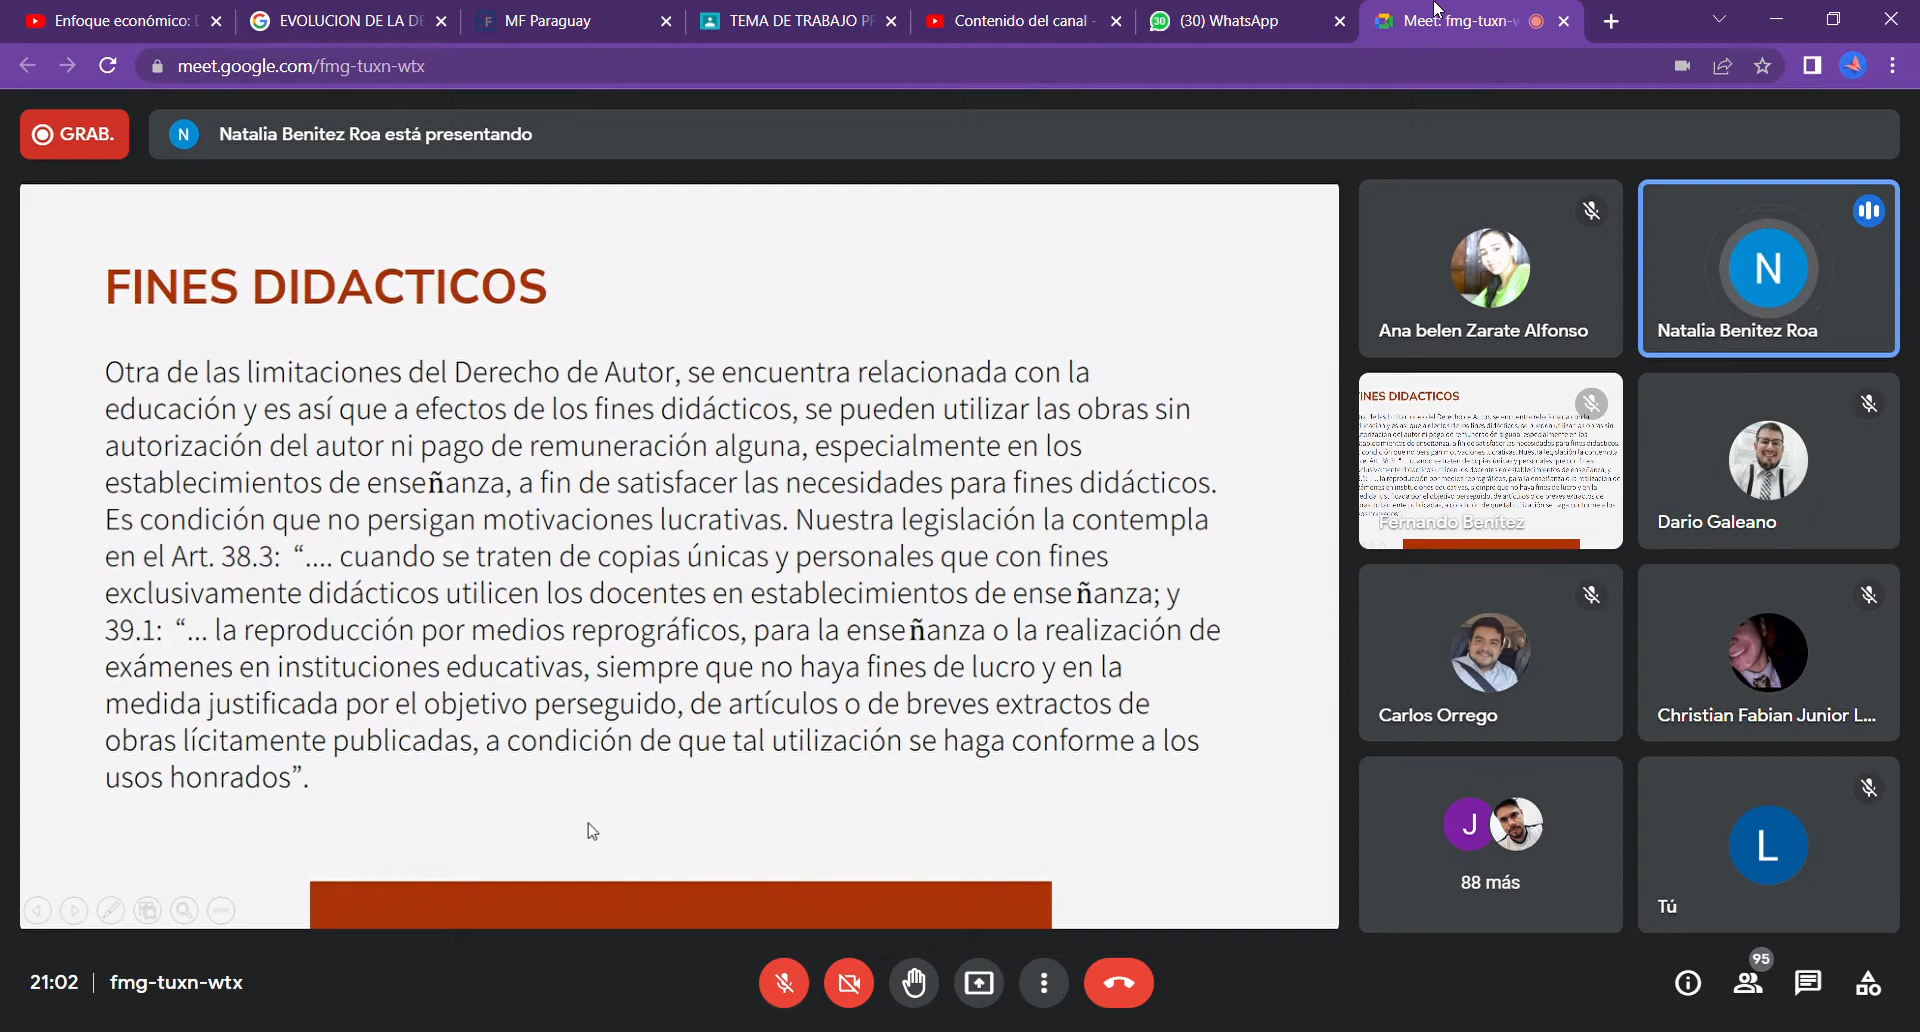 Enfoque económico:
EVOLUCION DE LA DE
MF Paraguay
TEMA DE TRABAJO PR
Contenido del canal -
(30) WhatsApp
Meet: fmg-tuxn-w
meet.google.com/fmg-tuxn-wtx
GRAB.
N
Natalia Benitez Roa está presentando
FINES DIDACTICOS
Otra de las limitaciones del Derecho de Autor, se encuentra relacionada con la
educación y es así que a efectos de los fines didácticos, se pueden utilizar las obras sin
autorización del autor ni pago de remuneración alguna, especialmente en los
establecimientos de enseñanza, a fin de satisfacer las necesidades para fines didácticos.
Es condición que no persigan motivaciones lucrativas. Nuestra legislación la contempla
en el Art. 38.3: “.... cuando se traten de copias únicas y personales que con fines
exclusivamente didácticos utilicen los docentes en establecimientos de enseñanza; y
39.1: “... la reproducción por medios reprográficos, para la enseñanza o la realización de
exámenes en instituciones educativas, siempre que no haya fines de lucro y en la
medida justificada por el objetivo perseguido, de artículos o de breves extractos de
obras lícitamente publicadas, a condición de que tal utilización se haga conforme a los
usos honrados”.
Ana belen Zarate Alfonso
N
Natalia Benitez Roa
INES DIDACTICOS
Fernando Benítez
Dario Galeano
Carlos Orrego
Christian Fabian Junior L...
J
88 más
L
Tú
21:02
fmg-tuxn-wtx
95